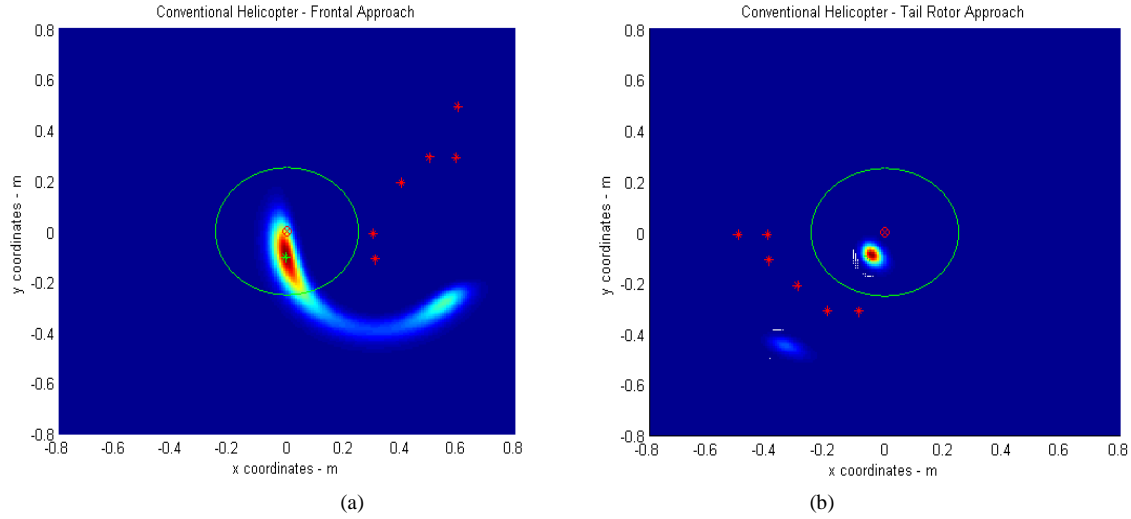 Conventional Helicopter - Frontal Approach
0.8
0.6
0.4
0.2
0
-0.2
-0.4
-0.6
-0.8
y coordinates - m
-0.8 -0.6 -0.4 -0.2 0 0.2 0.4 0.6 0.8
x coordinates - m
(a)
Conventional Helicopter - Tail Rotor Approach
0.8
0.6
0.4
0.2
0
-0.2
-0.4
-0.6
-0.8
y coordinates - m
-0.8 -0.6 -0.4 -0.2 0 0.2 0.4 0.6 0.8
x coordinates - m
(b)